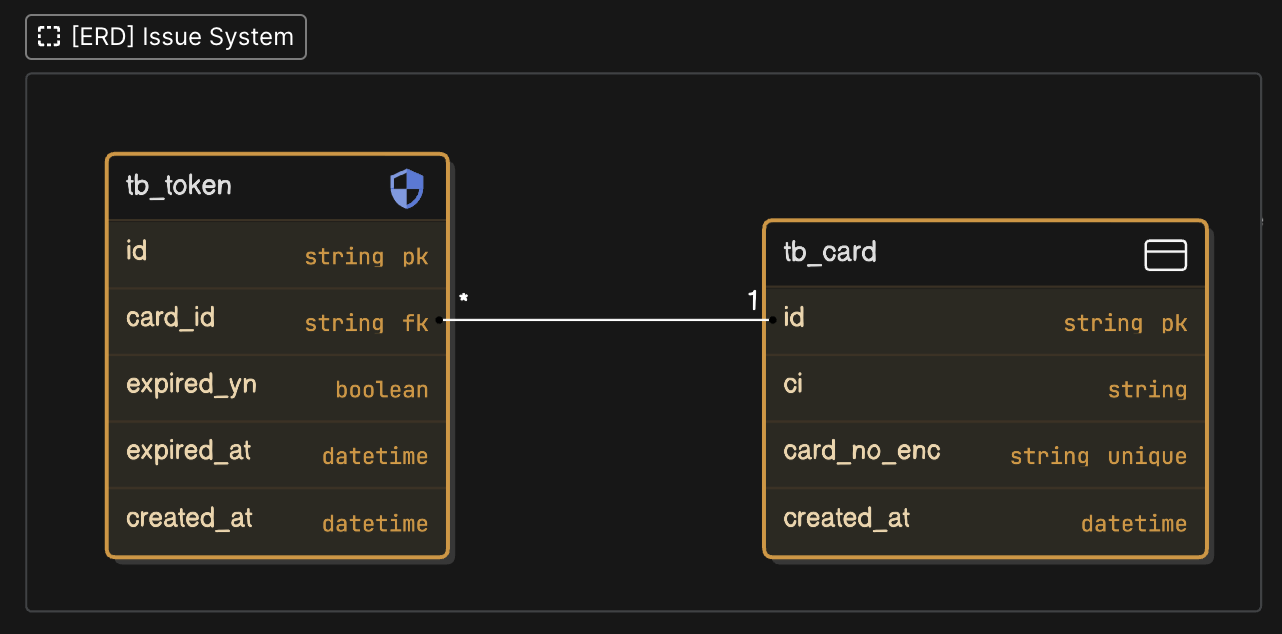 [ERD] Issue System
tb_token
id string pk
card_id string fk
expired_yn boolean
expired_at datetime
created_at datetime
* 1
tb_card
id string pk
ci string
card_no_enc string unique
created_at datetime